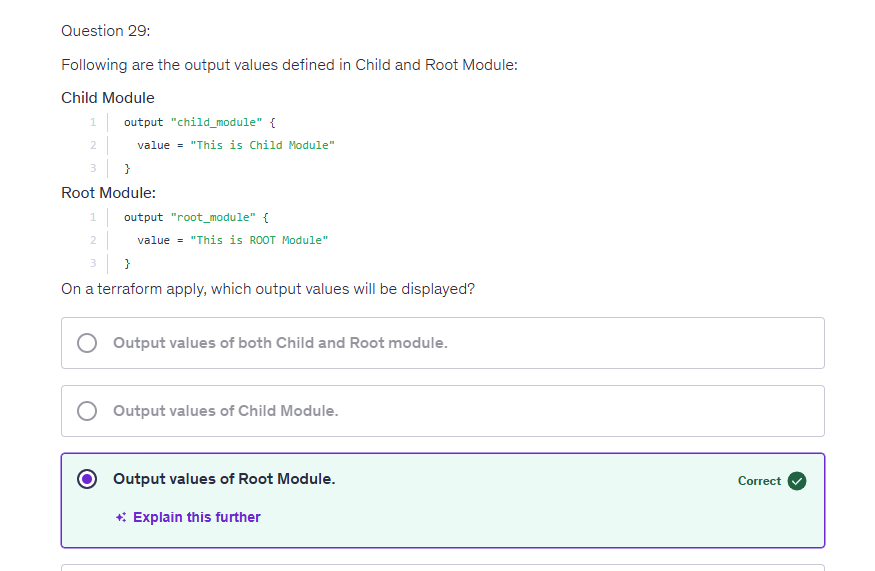 Question 29:
Following are the output values defined in Child and Root Module:
Child Module
1 output "child_module" {
2 value = "This is Child Module"
3 }
Root Module:
1 output "root_module" {
2 value = "This is ROOT Module"
3 }
On a terraform apply, which output values will be displayed?
Output values of both Child and Root module.
Output values of Child Module.
Output values of Root Module.
Correct
Explain this further